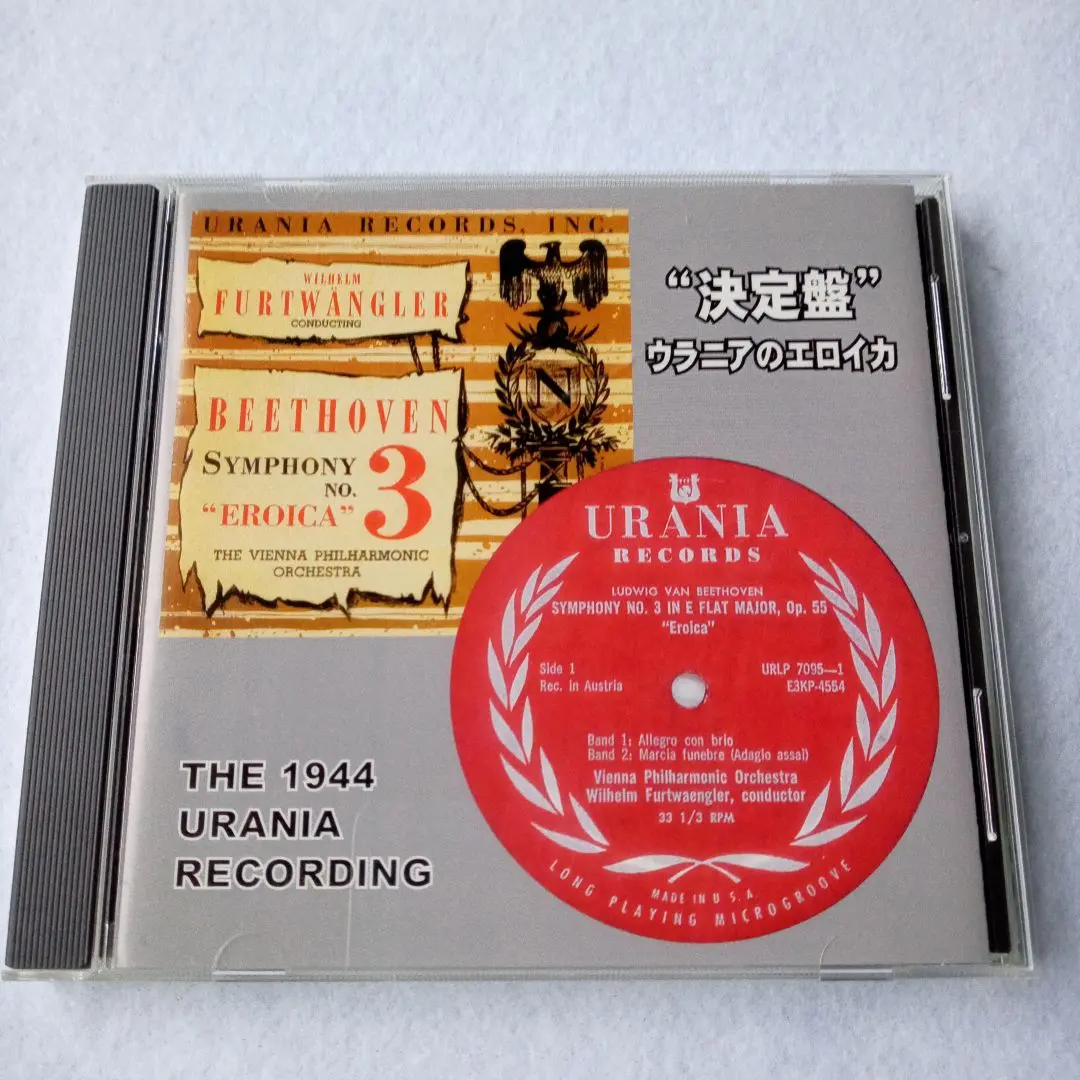 URANIA RECORDS, INC.
WILHELM
FURTWÄNGLER
CONDUCTING
BEETHOVEN
SYMPHONY
NO. 3
"EROICA"
THE VIENNA PHILHARMONIC
ORCHESTRA
N
“決定盤”
ウラニアのエロイカ
URANIA
RECORDS
LUDWIG VAN BEETHOVEN
SYMPHONY NO. 3 IN E FLAT MAJOR, Op. 55
"Eroica"
Side 1
Rec. in Austria
URLP 7095—1
E3KP-4554
Band 1: Allegro con brio
Band 2: Marcia funebre (Adagio assai)
Vienna Philharmonic Orchestra
Wilhelm Furtwaengler, conductor
33 1/3 RPM
MADE IN U. S. A.
LONG PLAYING MICROGROOVE
THE 1944
URANIA
RECORDING